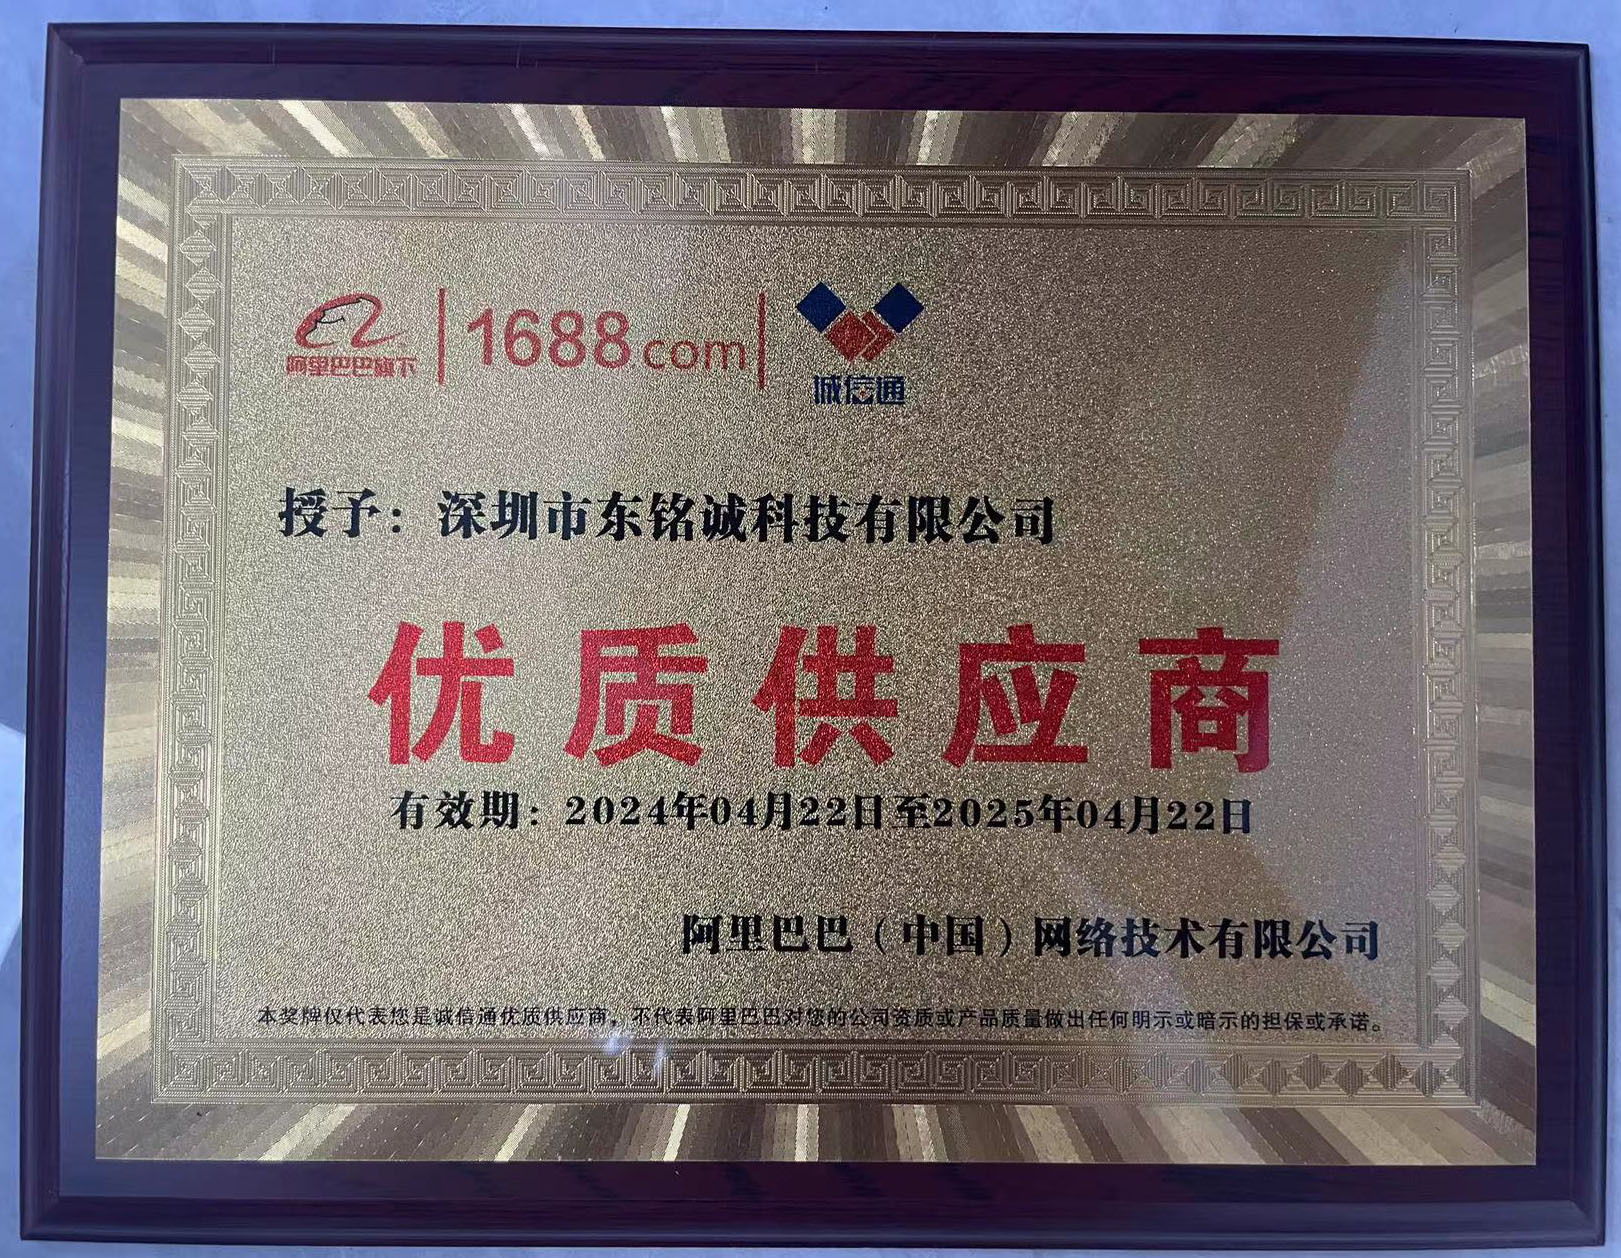 阿里巴巴旗下
1688.com
诚信通
授予：深圳市东铭诚科技有限公司
优质供应商
有效期：2024年04月22日至2025年04月22日
阿里巴巴（中国）网络技术有限公司
本奖牌仅代表您是诚信通优质供应商，不代表阿里巴巴对您的公司资质或产品质量做出任何明示或暗示的担保或承诺。